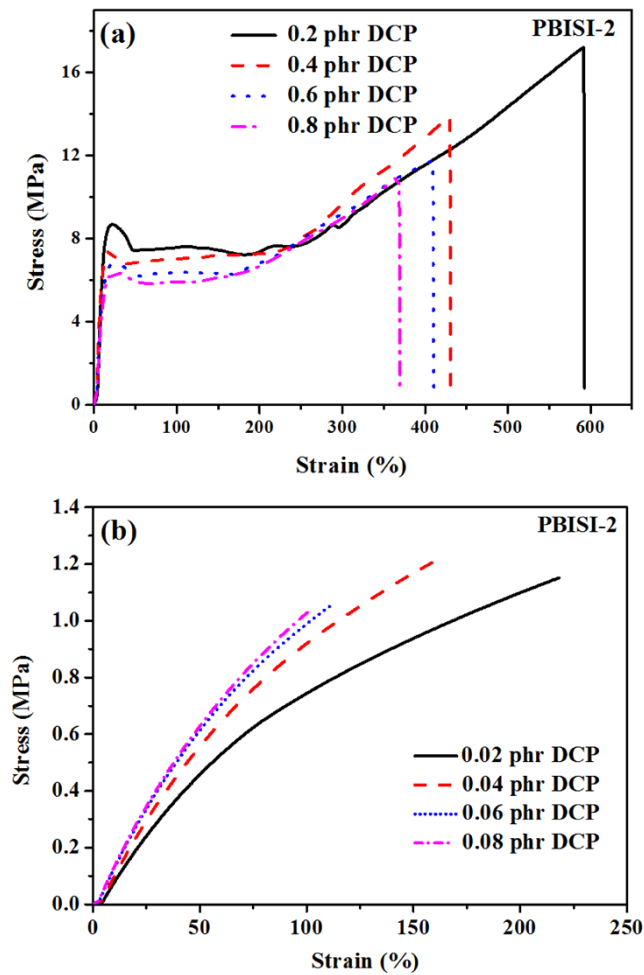 (a)
PBISI-2
0.2 phr DCP
0.4 phr DCP
0.6 phr DCP
0.8 phr DCP
16
12
8
4
0
Stress (MPa)
0 100 200 300 400 500 600
Strain (%)
(b)
PBISI-2
1.4
1.2
1.0
0.8
0.6
0.4
0.2
0.0
Stress (MPa)
0.02 phr DCP
0.04 phr DCP
0.06 phr DCP
0.08 phr DCP
0 50 100 150 200 250
Strain (%)